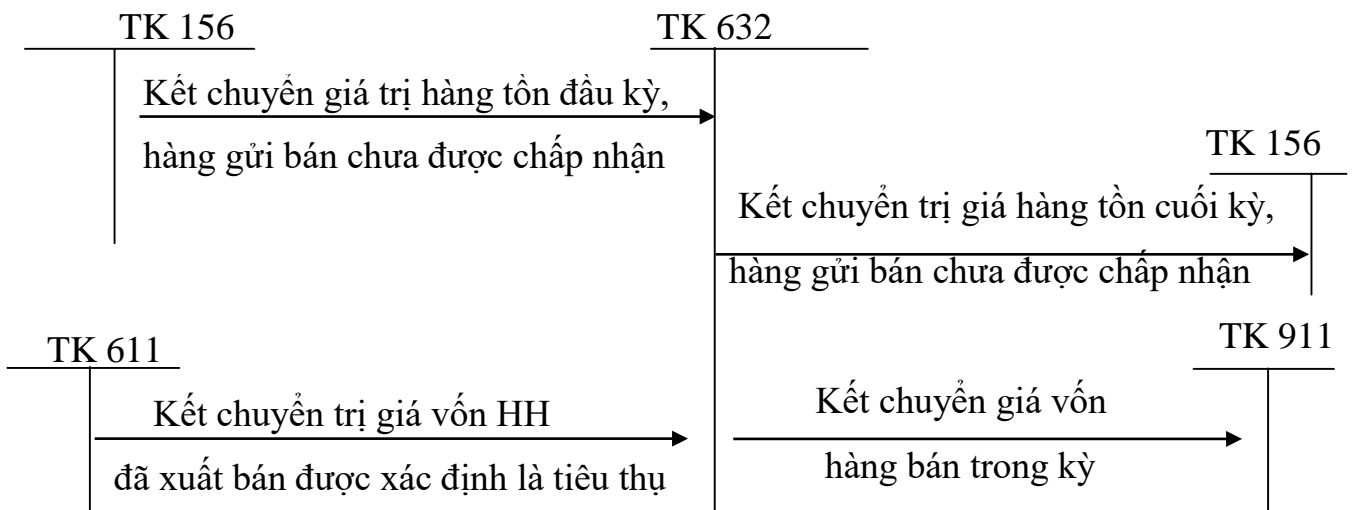 TK 156
TK 632
Kết chuyển giá trị hàng tồn đầu kỳ,
hàng gửi bán chưa được chấp nhận
TK 156
Kết chuyển trị giá hàng tồn cuối kỳ,
hàng gửi bán chưa được chấp nhận
TK 611
TK 911
Kết chuyển trị giá vốn HH
đã xuất bán được xác định là tiêu thụ
Kết chuyển giá vốn
hàng bán trong kỳ